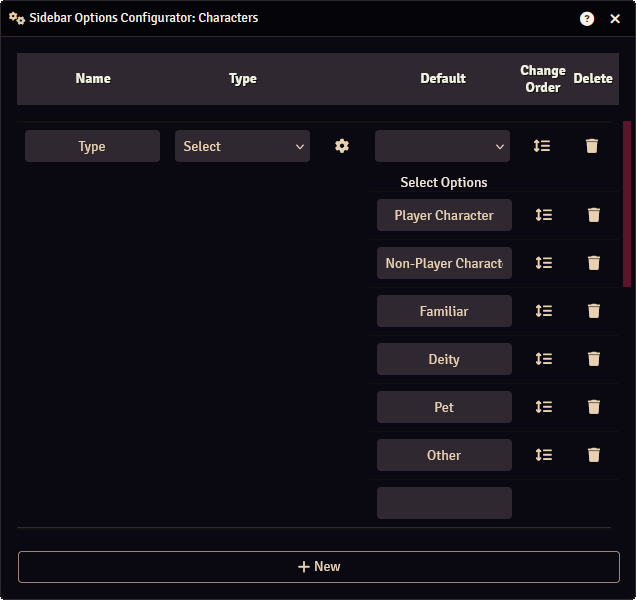 Sidebar Options Configurator: Characters
?
Name Type Default Change Order Delete
Type Select
Select Options
Player Character
Non-Player Charact
Familiar
Deity
Pet
Other
+ New